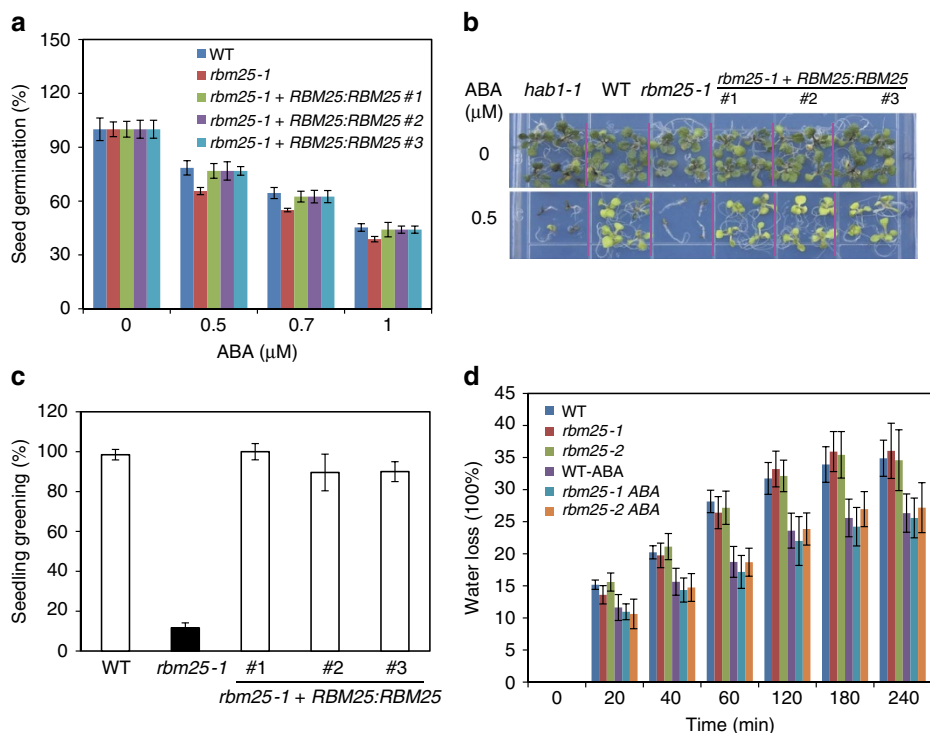 a
150
120
90
60
30
0
Seed germination (%)
WT
rbm25-1
rbm25-1 + RBM25:RBM25 #1
rbm25-1 + RBM25:RBM25 #2
rbm25-1 + RBM25:RBM25 #3
0 0.5 0.7 1
ABA (μM)
b
ABA (μM)
hab1-1 WT rbm25-1 rbm25-1 + RBM25:RBM25
#1 #2 #3
0
0.5
c
120
100
80
60
40
20
0
Seedling greening (%)
WT rbm25-1 #1 #2 #3
rbm25-1 + RBM25:RBM25
d
45
40
35
30
25
20
15
10
5
0
Water loss (100%)
WT
rbm25-1
rbm25-2
WT-ABA
rbm25-1 ABA
rbm25-2 ABA
0 20 40 60 120 180 240
Time (min)